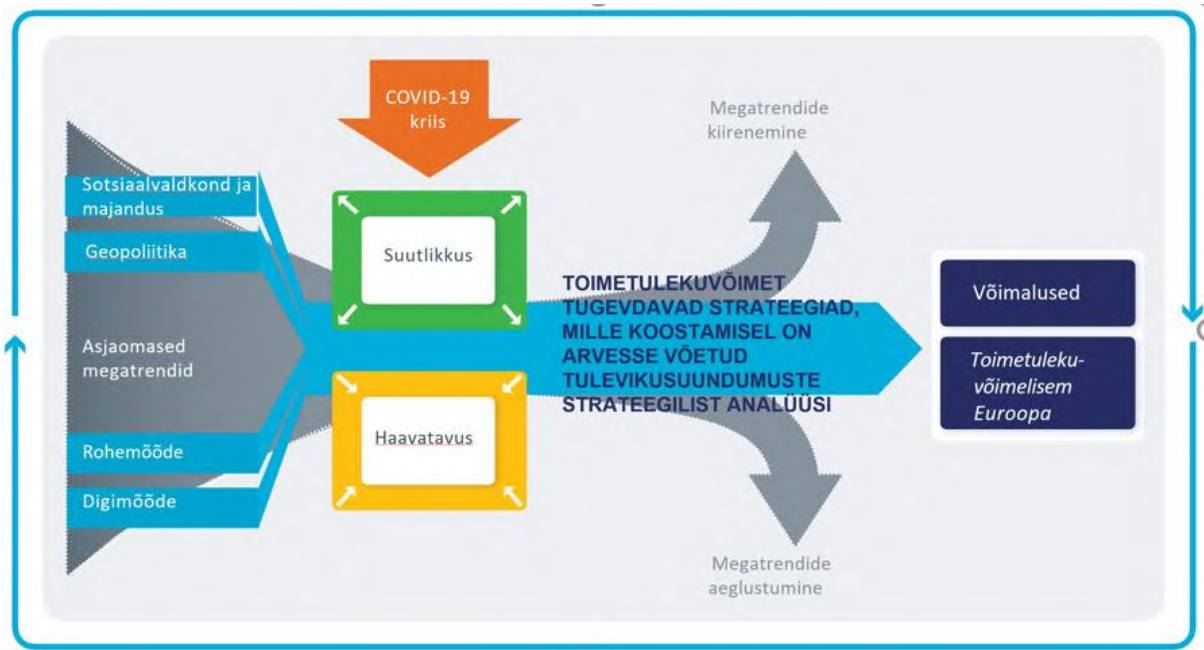 COVID-19
kriis
Megatrendide
kiirenemine
Sotsiaalvaldkond ja
majandus
Geopoliitika
Asjaomased
megatrendid
Rohemõõde
Digimõõde
Suutlikkus
Haavatavus
TOIMETULEKUVÕIMET
TUGEVDAVAD STRATEEGIAD,
MILLE KOOSTAMISEL ON
ARVESSE VÕETUD
TULEVIKUSUUNDUMUSTE
STRATEEGILIST ANALÜÜSI
Võimalused
Toimetuleku-
võimelisem
Euroopa
Megatrendide
aeglustumine